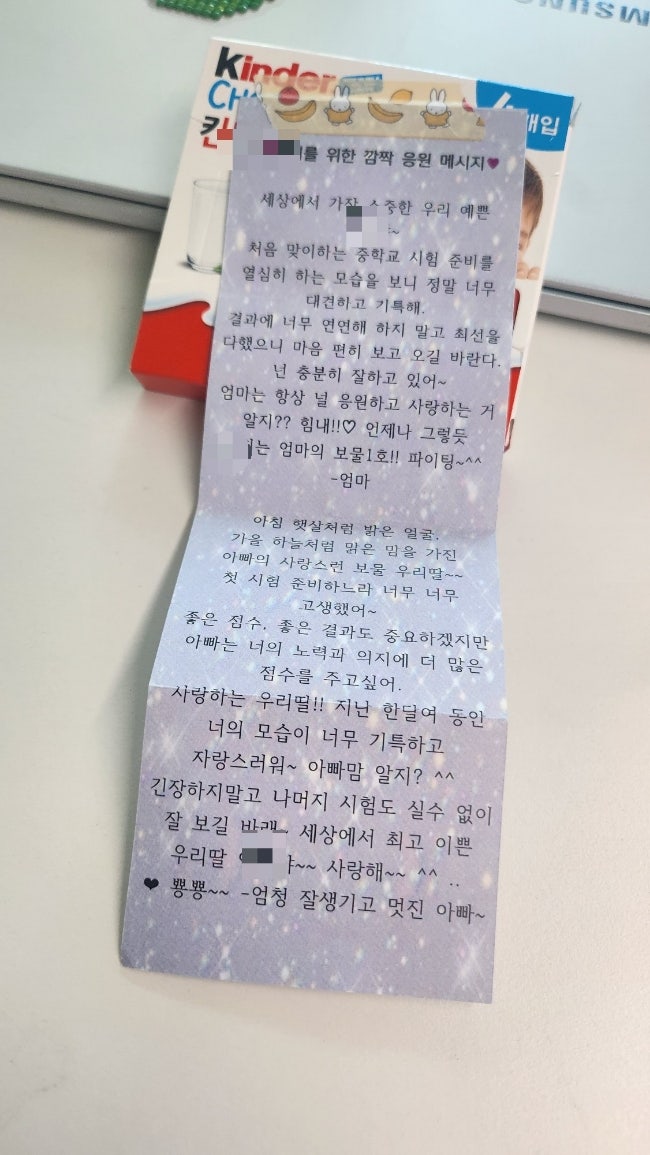 SAMSUNG
Kinder
개입
를 위한 깜짝 응원 메시지♥
세상에서 가장 소중한 우리 예쁜
~
처음 맞이하는 중학교 시험 준비를
열심히 하는 모습을 보니 정말 너무
대견하고 기특해.
결과에 너무 연연해 하지 말고 최선을
다했으니 마음 편히 보고 오길 바란다.
넌 충분히 잘하고 있어~
엄마는 항상 널 응원하고 사랑하는 거
알지?? 힘내!!♡ 언제나 그렇듯
는 엄마의 보물1호!! 파이팅~^^
-엄마
아침 햇살처럼 밝은 얼굴.
가을 하늘처럼 맑은 맘을 가진
아빠의 사랑스런 보물 우리딸~~
첫 시험 준비하느라 너무 너무
고생했어~
좋은 점수, 좋은 결과도 중요하겠지만
아빠는 너의 노력과 의지에 더 많은
점수를 주고싶어.
사랑하는 우리딸!! 지난 한달여 동안
너의 모습이 너무 기특하고
자랑스러워~ 아빠맘 알지? ^^
긴장하지말고 나머지 시험도 실수 없이
잘 보길 바래~ 세상에서 최고 이쁜
우리딸 야~~ 사랑해~~ ^^ ..
❤ 뿅뿅~~ -엄청 잘생기고 멋진 아빠~